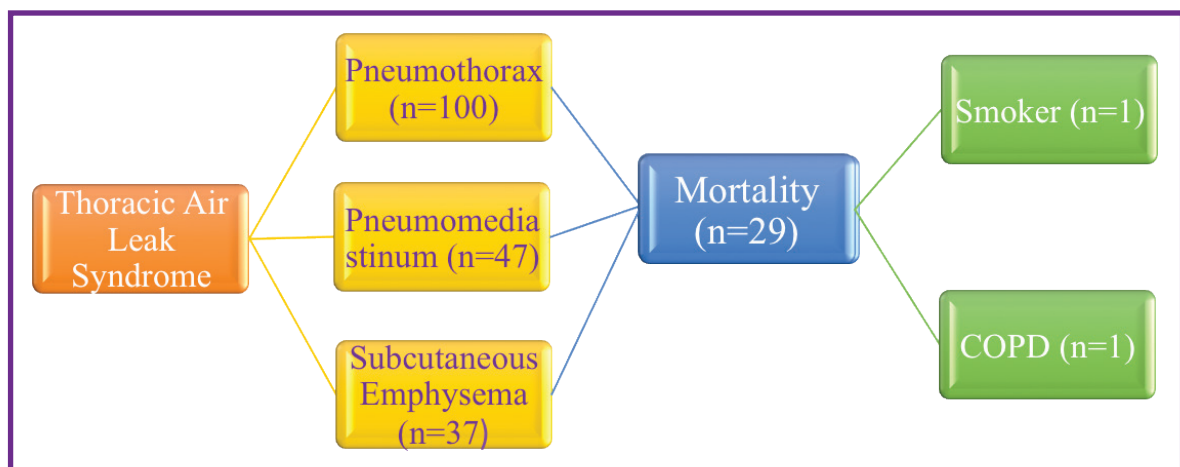 Thoracic Air
Leak
Syndrome
Pneumothorax
(n=100)
Pneumomedia
stinum (n=47)
Subcutaneous
Emphysema
(n=37)
Mortality
(n=29)
Smoker (n=1)
COPD (n=1)